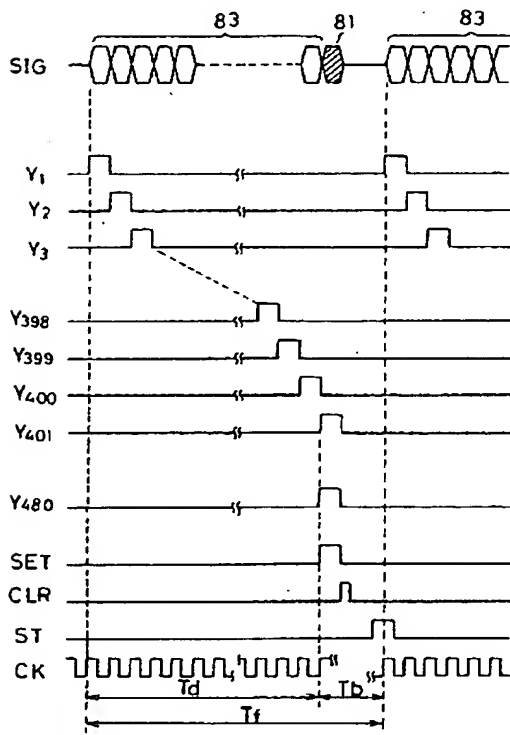 83 81 83
SIG
Y1
Y2
Y3
Y398
Y399
Y400
Y401
Y480
SET
CLR
ST
CK
Td Tb
Tf